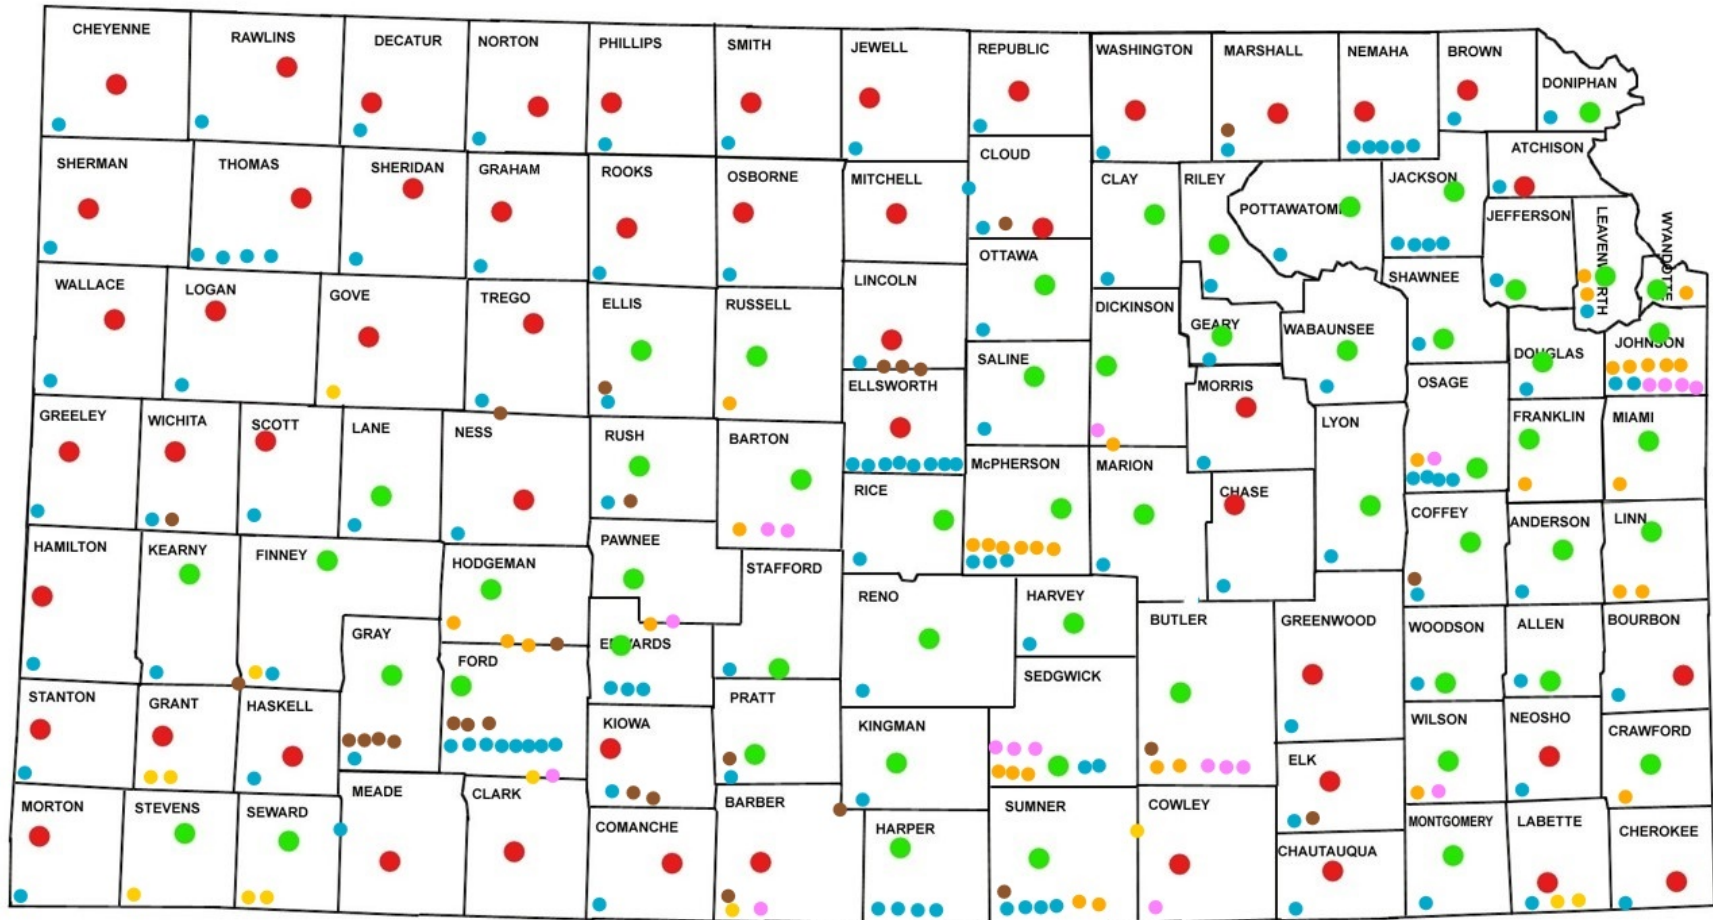 CHEYENNE
RAWLINS
DECATUR
NORTON
PHILLIPS
SMITH
JEWELL
REPUBLIC
WASHINGTON
MARSHALL
NEMAHA
BROWN
DONIPHAN
SHERMAN
THOMAS
SHERIDAN
GRAHAM
ROOKS
OSBORNE
MITCHELL
CLOUD
CLAY
RILEY
POTTAWATOMI
JACKSON
ATCHISON
JEFFERSON
LEAVENWORTH
WYANDOTTE
WALLACE
LOGAN
GOVE
TREGO
ELLIS
RUSSELL
LINCOLN
OTTAWA
DICKINSON
GEARY
WABAUNSEE
SHAWNEE
DOUGLAS
JOHNSON
SALINE
ELLSWORTH
MORRIS
OSAGE
GREELEY
WICHITA
SCOTT
LANE
NESS
RUSH
BARTON
RICE
McPHERSON
MARION
CHASE
LYON
FRANKLIN
MIAMI
COFFEY
ANDERSON
LINN
HAMILTON
KEARNY
FINNEY
HODGEMAN
PAWNEE
STAFFORD
RENO
HARVEY
BUTLER
GREENWOOD
WOODSON
ALLEN
BOURBON
GRAY
FORD
EDWARDS
SEDGWICK
STANTON
GRANT
HASKELL
KIOWA
PRATT
KINGMAN
ELK
WILSON
NEOSHO
CRAWFORD
MORTON
STEVENS
SEWARD
MEADE
CLARK
COMANCHE
BARBER
HARPER
SUMNER
COWLEY
CHAUTAUQUA
MONTGOMERY
LABETTE
CHEROKEE